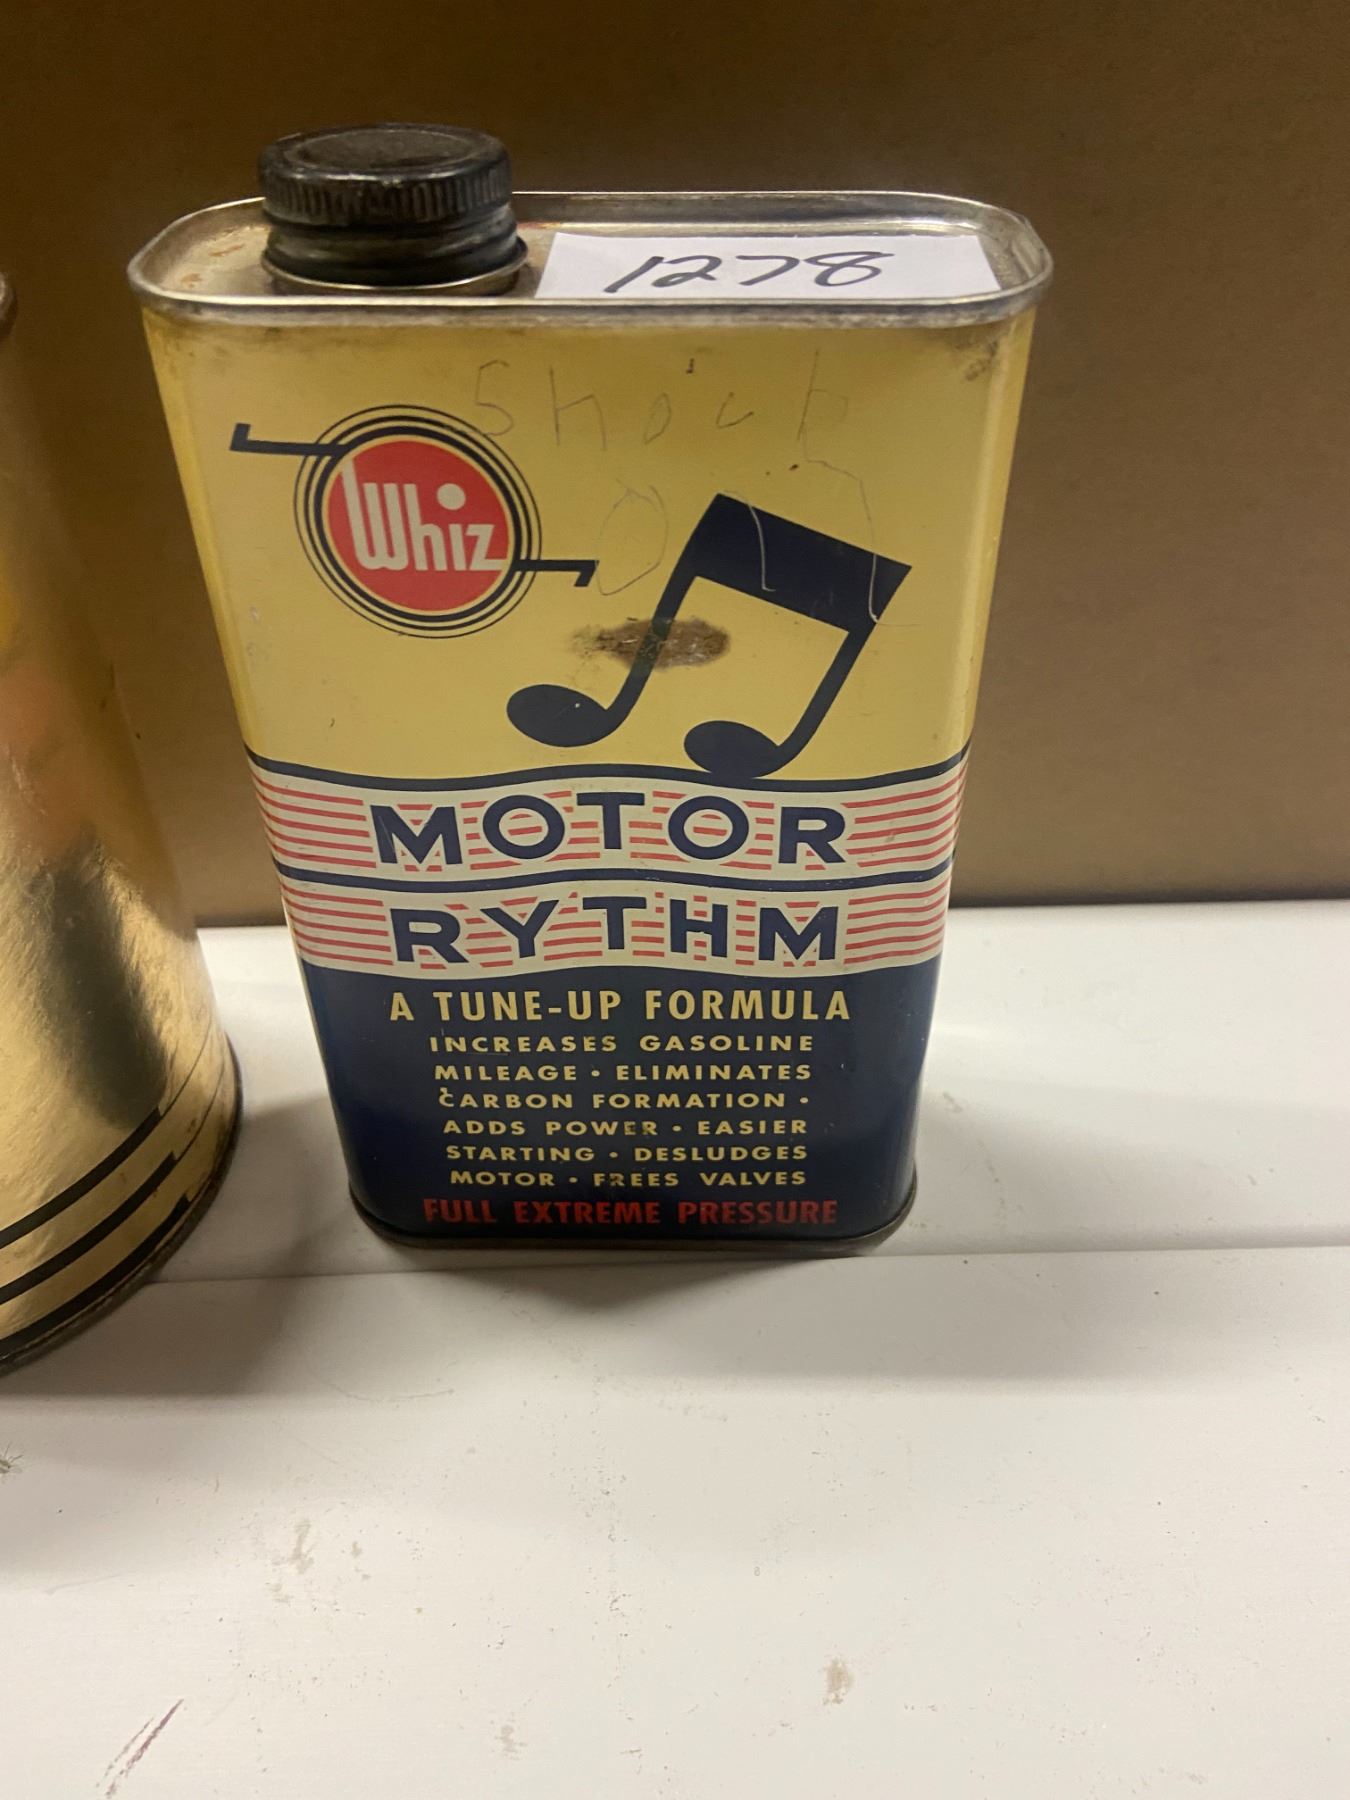 1278
Shock
Oil
Whiz
MOTOR
RYTHM
A TUNE-UP FORMULA
INCREASES GASOLINE
MILEAGE • ELIMINATES
CARBON FORMATION •
ADDS POWER • EASIER
STARTING • DESLUDGES
MOTOR • FREES VALVES
FULL EXTREME PRESSURE